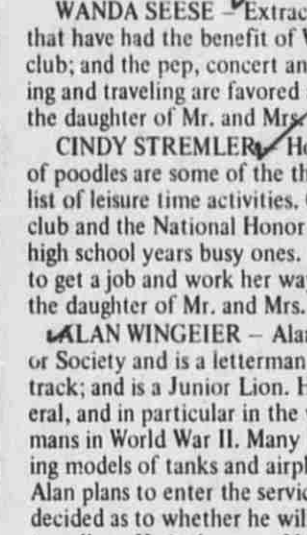 WANDA SEESE – Extrac
that have had the benefit of
club; and the pep, concert an
ing and traveling are favored
the daughter of Mr. and Mrs.
CINDY STREMLER – H
of poodles are some of the th
list of leisure time activities.
club and the National Honor
high school years busy ones.
to get a job and work her wa
the daughter of Mr. and Mrs.
ALAN WINGEIER – Ala
or Society and is a letterman
track; and is a Junior Lion. H
eral, and in particular in the
mans in World War II. Many
ing models of tanks and airpl
Alan plans to enter the servic
decided as to whether he wil